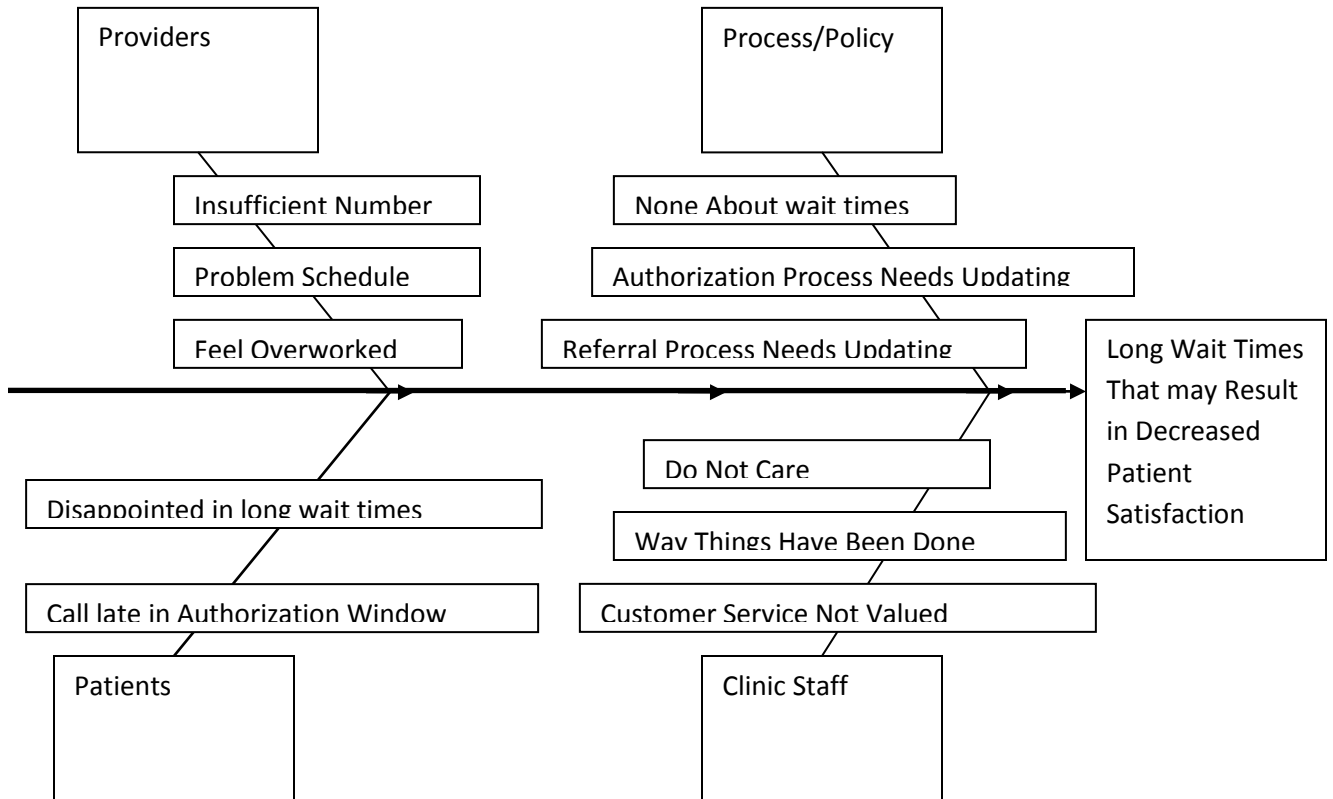 Providers
Process/Policy
Insufficient Number
None About wait times
Problem Schedule
Authorization Process Needs Updating
Feel Overworked
Referral Process Needs Updating
Long Wait Times
That may Result
in Decreased
Patient
Satisfaction
Do Not Care
Disappointed in long wait times
Way Things Have Been Done
Call late in Authorization Window
Customer Service Not Valued
Patients
Clinic Staff